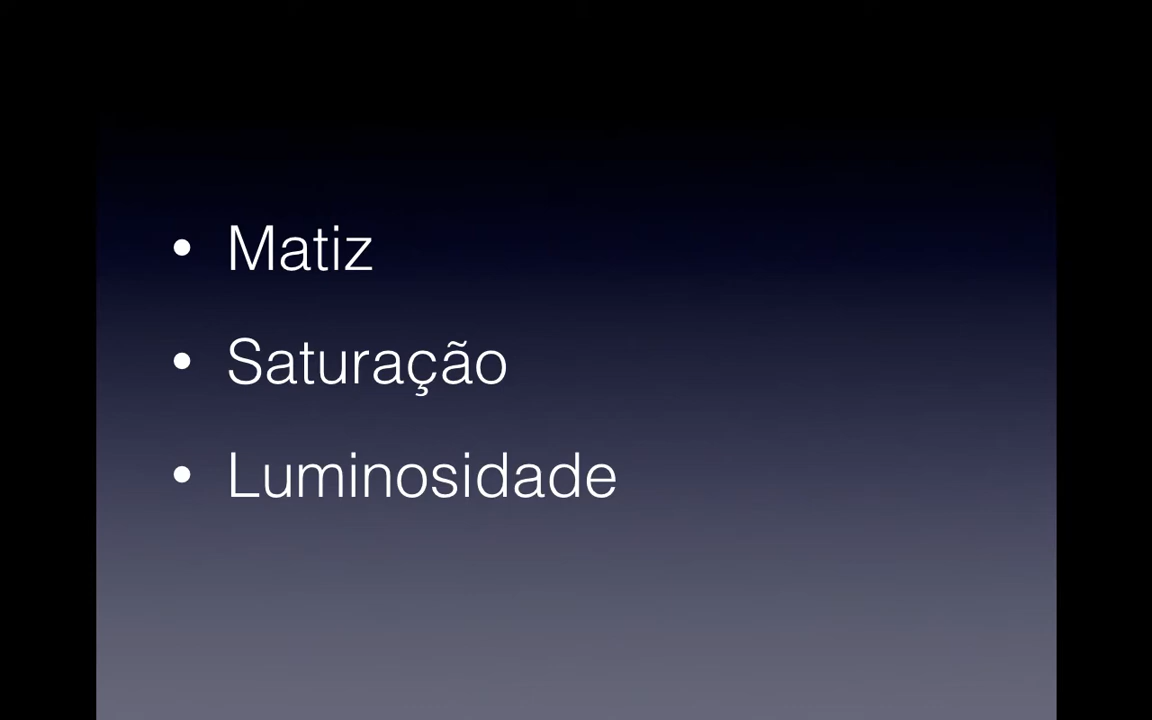 • Matiz
• Saturação
• Luminosidade